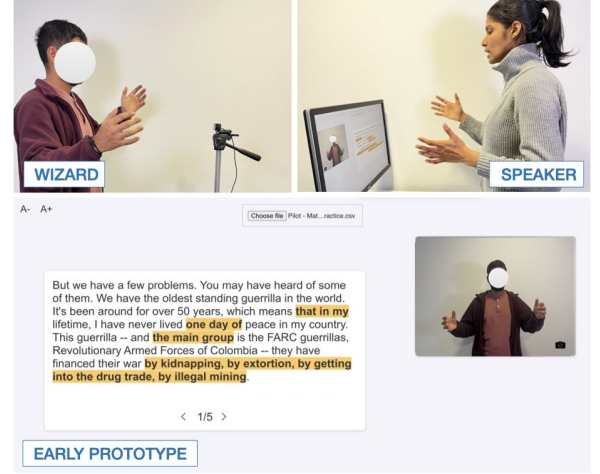 WIZARD
SPEAKER
A- A+
Choose file Pilot - Mat...ractice.csv
But we have a few problems. You may have heard of some
of them. We have the oldest standing guerrilla in the world.
It's been around for over 50 years, which means that in my
lifetime, I have never lived one day of peace in my country.
This guerrilla -- and the main group is the FARC guerrillas,
Revolutionary Armed Forces of Colombia -- they have
financed their war by kidnapping, by extortion, by getting
into the drug trade, by illegal mining.
< 1/5 >
EARLY PROTOTYPE